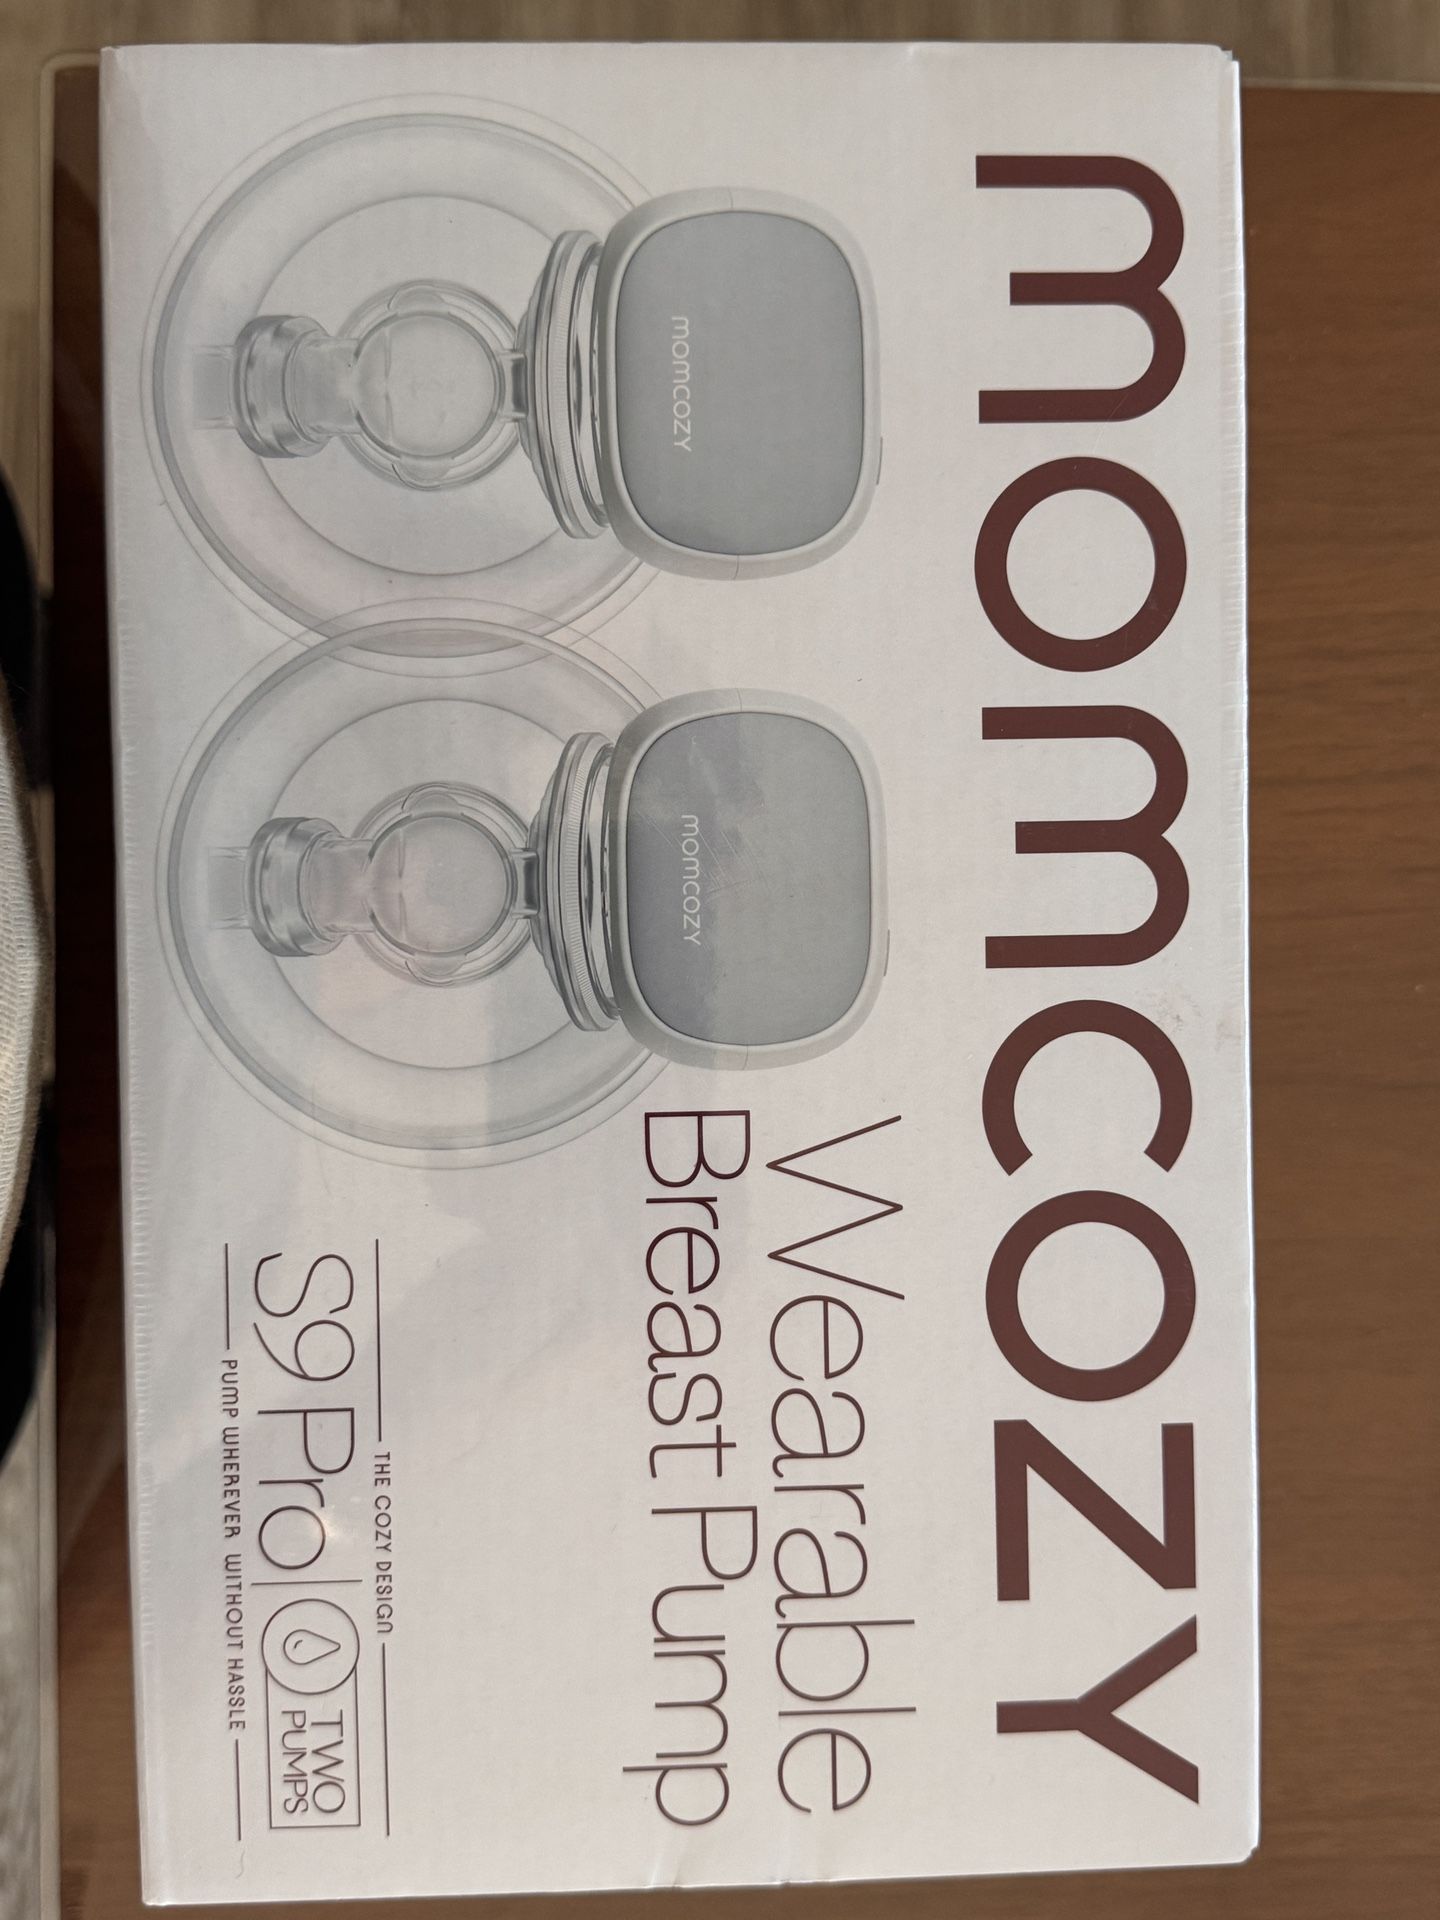 momcozy
Wearable
Breast Pump
momcozy
momcozy
THE COZY DESIGN
S9 Pro
TWO
PUMPS
PUMP WHEREVER WITHOUT HASSLE